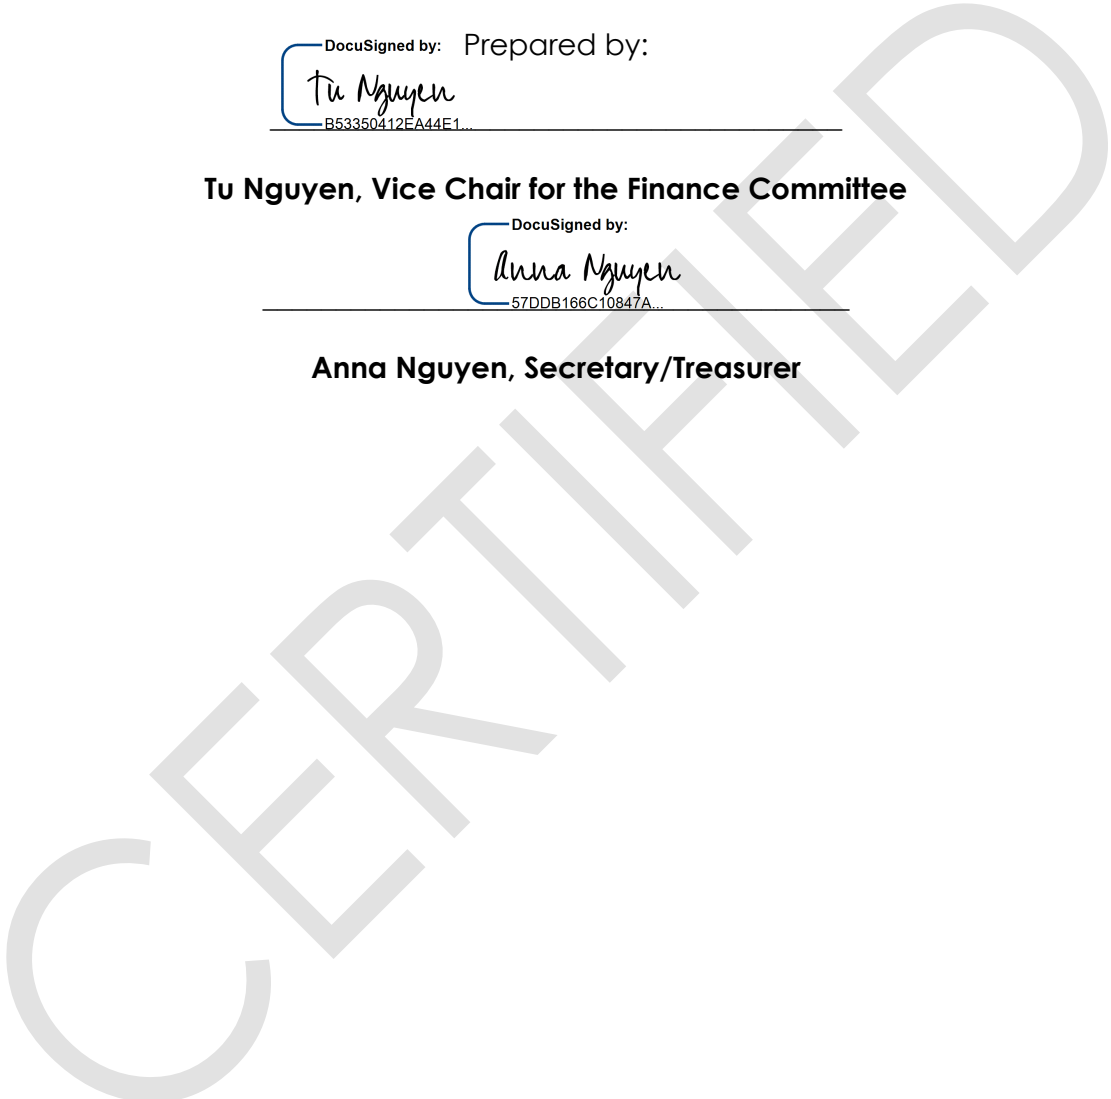 DocuSigned by: Prepared by:
Tu Nguyen
B53350412EA44E1...
Tu Nguyen, Vice Chair for the Finance Committee
DocuSigned by:
Anna Nguyen
57DDB166C10847A...
Anna Nguyen, Secretary/Treasurer
CERTIFIED